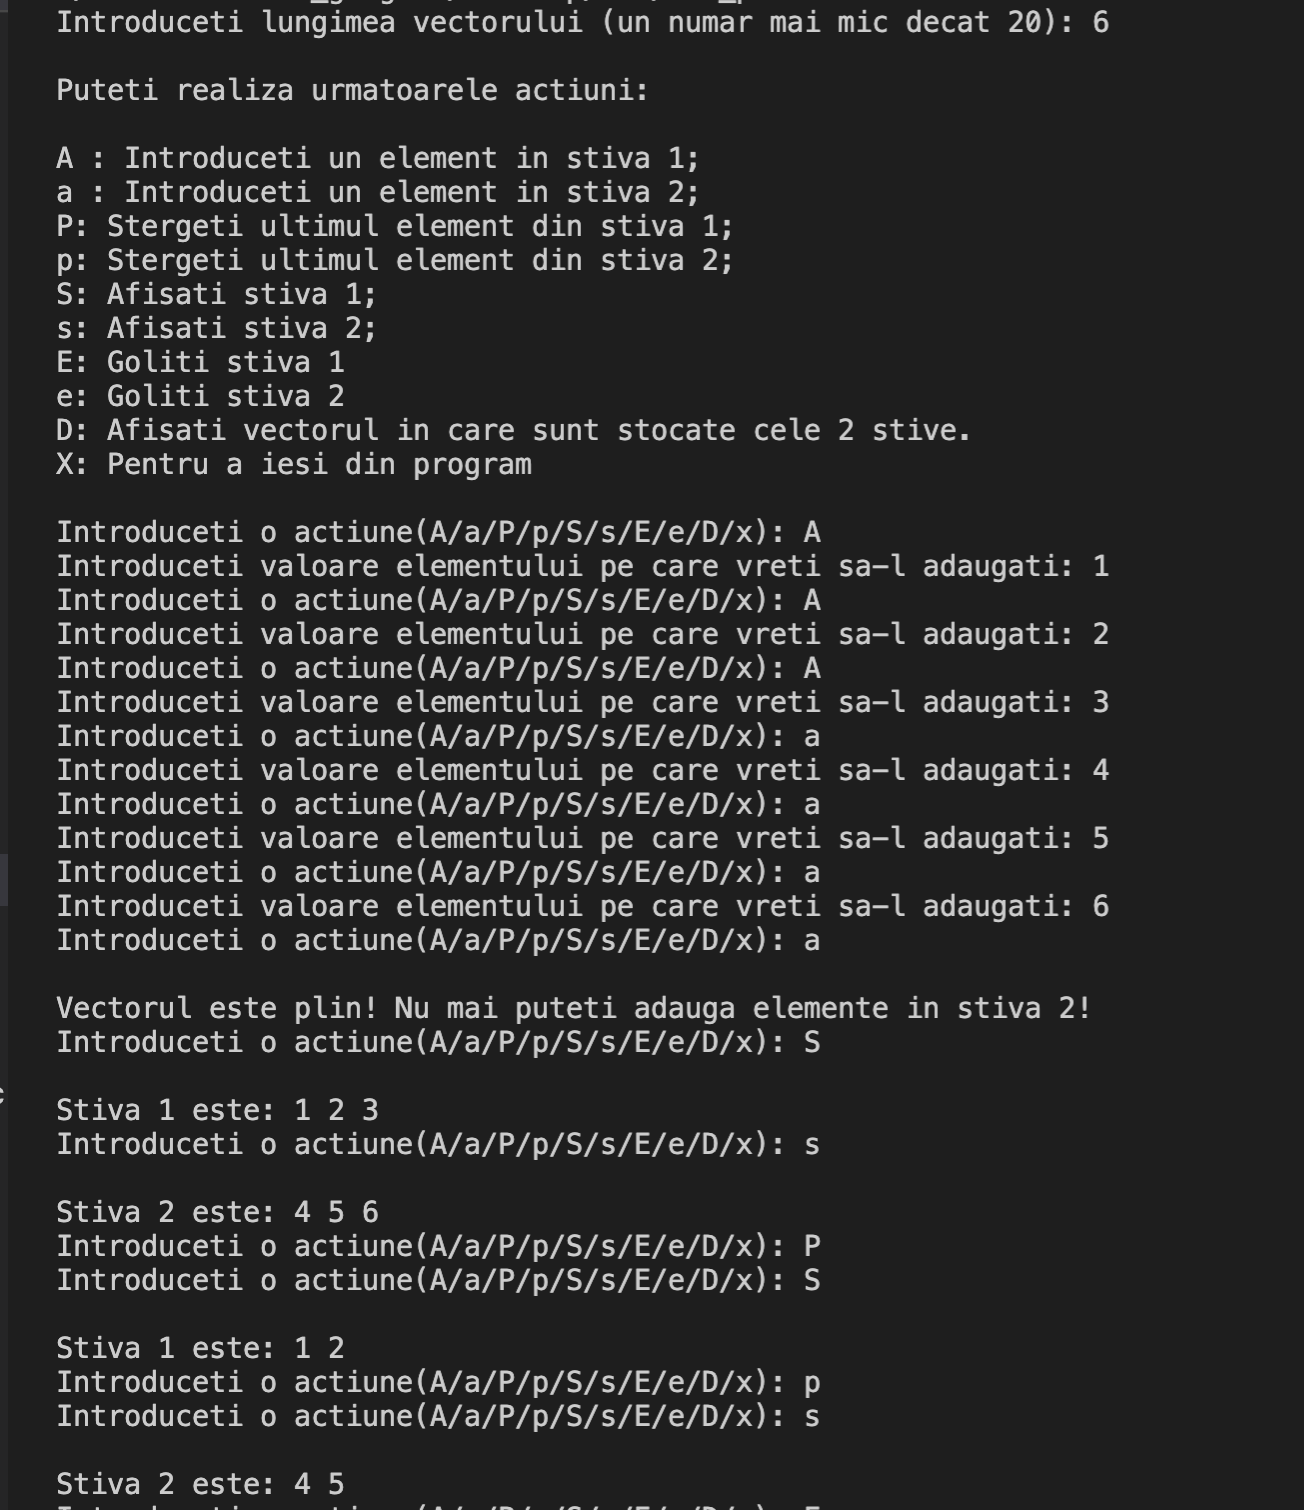 Introduceti lungimea vectorului (un numar mai mic decat 20): 6
Puteti realiza urmatoarele actiuni:
A : Introduceti un element in stiva 1;
a : Introduceti un element in stiva 2;
P: Stergeti ultimul element din stiva 1;
p: Stergeti ultimul element din stiva 2;
S: Afisati stiva 1;
s: Afisati stiva 2;
E: Goliti stiva 1
e: Goliti stiva 2
D: Afisati vectorul in care sunt stocate cele 2 stive.
X: Pentru a iesi din program
Introduceti o actiune(A/a/P/p/S/s/E/e/D/x): A
Introduceti valoare elementului pe care vreti sa-l adaugati: 1
Introduceti o actiune(A/a/P/p/S/s/E/e/D/x): A
Introduceti valoare elementului pe care vreti sa-l adaugati: 2
Introduceti o actiune(A/a/P/p/S/s/E/e/D/x): A
Introduceti valoare elementului pe care vreti sa-l adaugati: 3
Introduceti o actiune(A/a/P/p/S/s/E/e/D/x): a
Introduceti valoare elementului pe care vreti sa-l adaugati: 4
Introduceti o actiune(A/a/P/p/S/s/E/e/D/x): a
Introduceti valoare elementului pe care vreti sa-l adaugati: 5
Introduceti o actiune(A/a/P/p/S/s/E/e/D/x): a
Introduceti valoare elementului pe care vreti sa-l adaugati: 6
Introduceti o actiune(A/a/P/p/S/s/E/e/D/x): a
Vectorul este plin! Nu mai puteti adauga elemente in stiva 2!
Introduceti o actiune(A/a/P/p/S/s/E/e/D/x): S
Stiva 1 este: 1 2 3
Introduceti o actiune(A/a/P/p/S/s/E/e/D/x): s
Stiva 2 este: 4 5 6
Introduceti o actiune(A/a/P/p/S/s/E/e/D/x): P
Introduceti o actiune(A/a/P/p/S/s/E/e/D/x): S
Stiva 1 este: 1 2
Introduceti o actiune(A/a/P/p/S/s/E/e/D/x): p
Introduceti o actiune(A/a/P/p/S/s/E/e/D/x): s
Stiva 2 este: 4 5